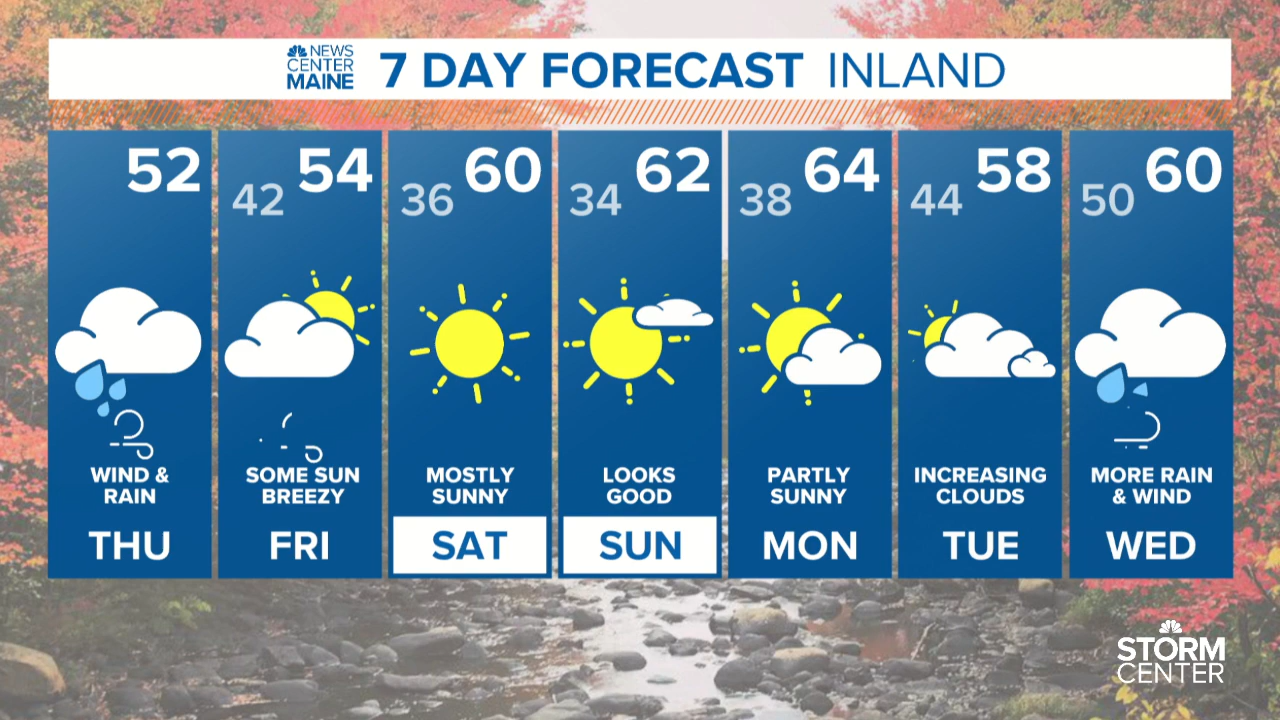 NEWS
CENTER
MAINE
7 DAY FORECAST INLAND
52
42 54
36 60
34 62
38 64
44 58
50 60
WIND &
RAIN
SOME SUN
BREEZY
MOSTLY
SUNNY
LOOKS
GOOD
PARTLY
SUNNY
INCREASING
CLOUDS
MORE RAIN
& WIND
THU
FRI
SAT
SUN
MON
TUE
WED
STORM
CENTER